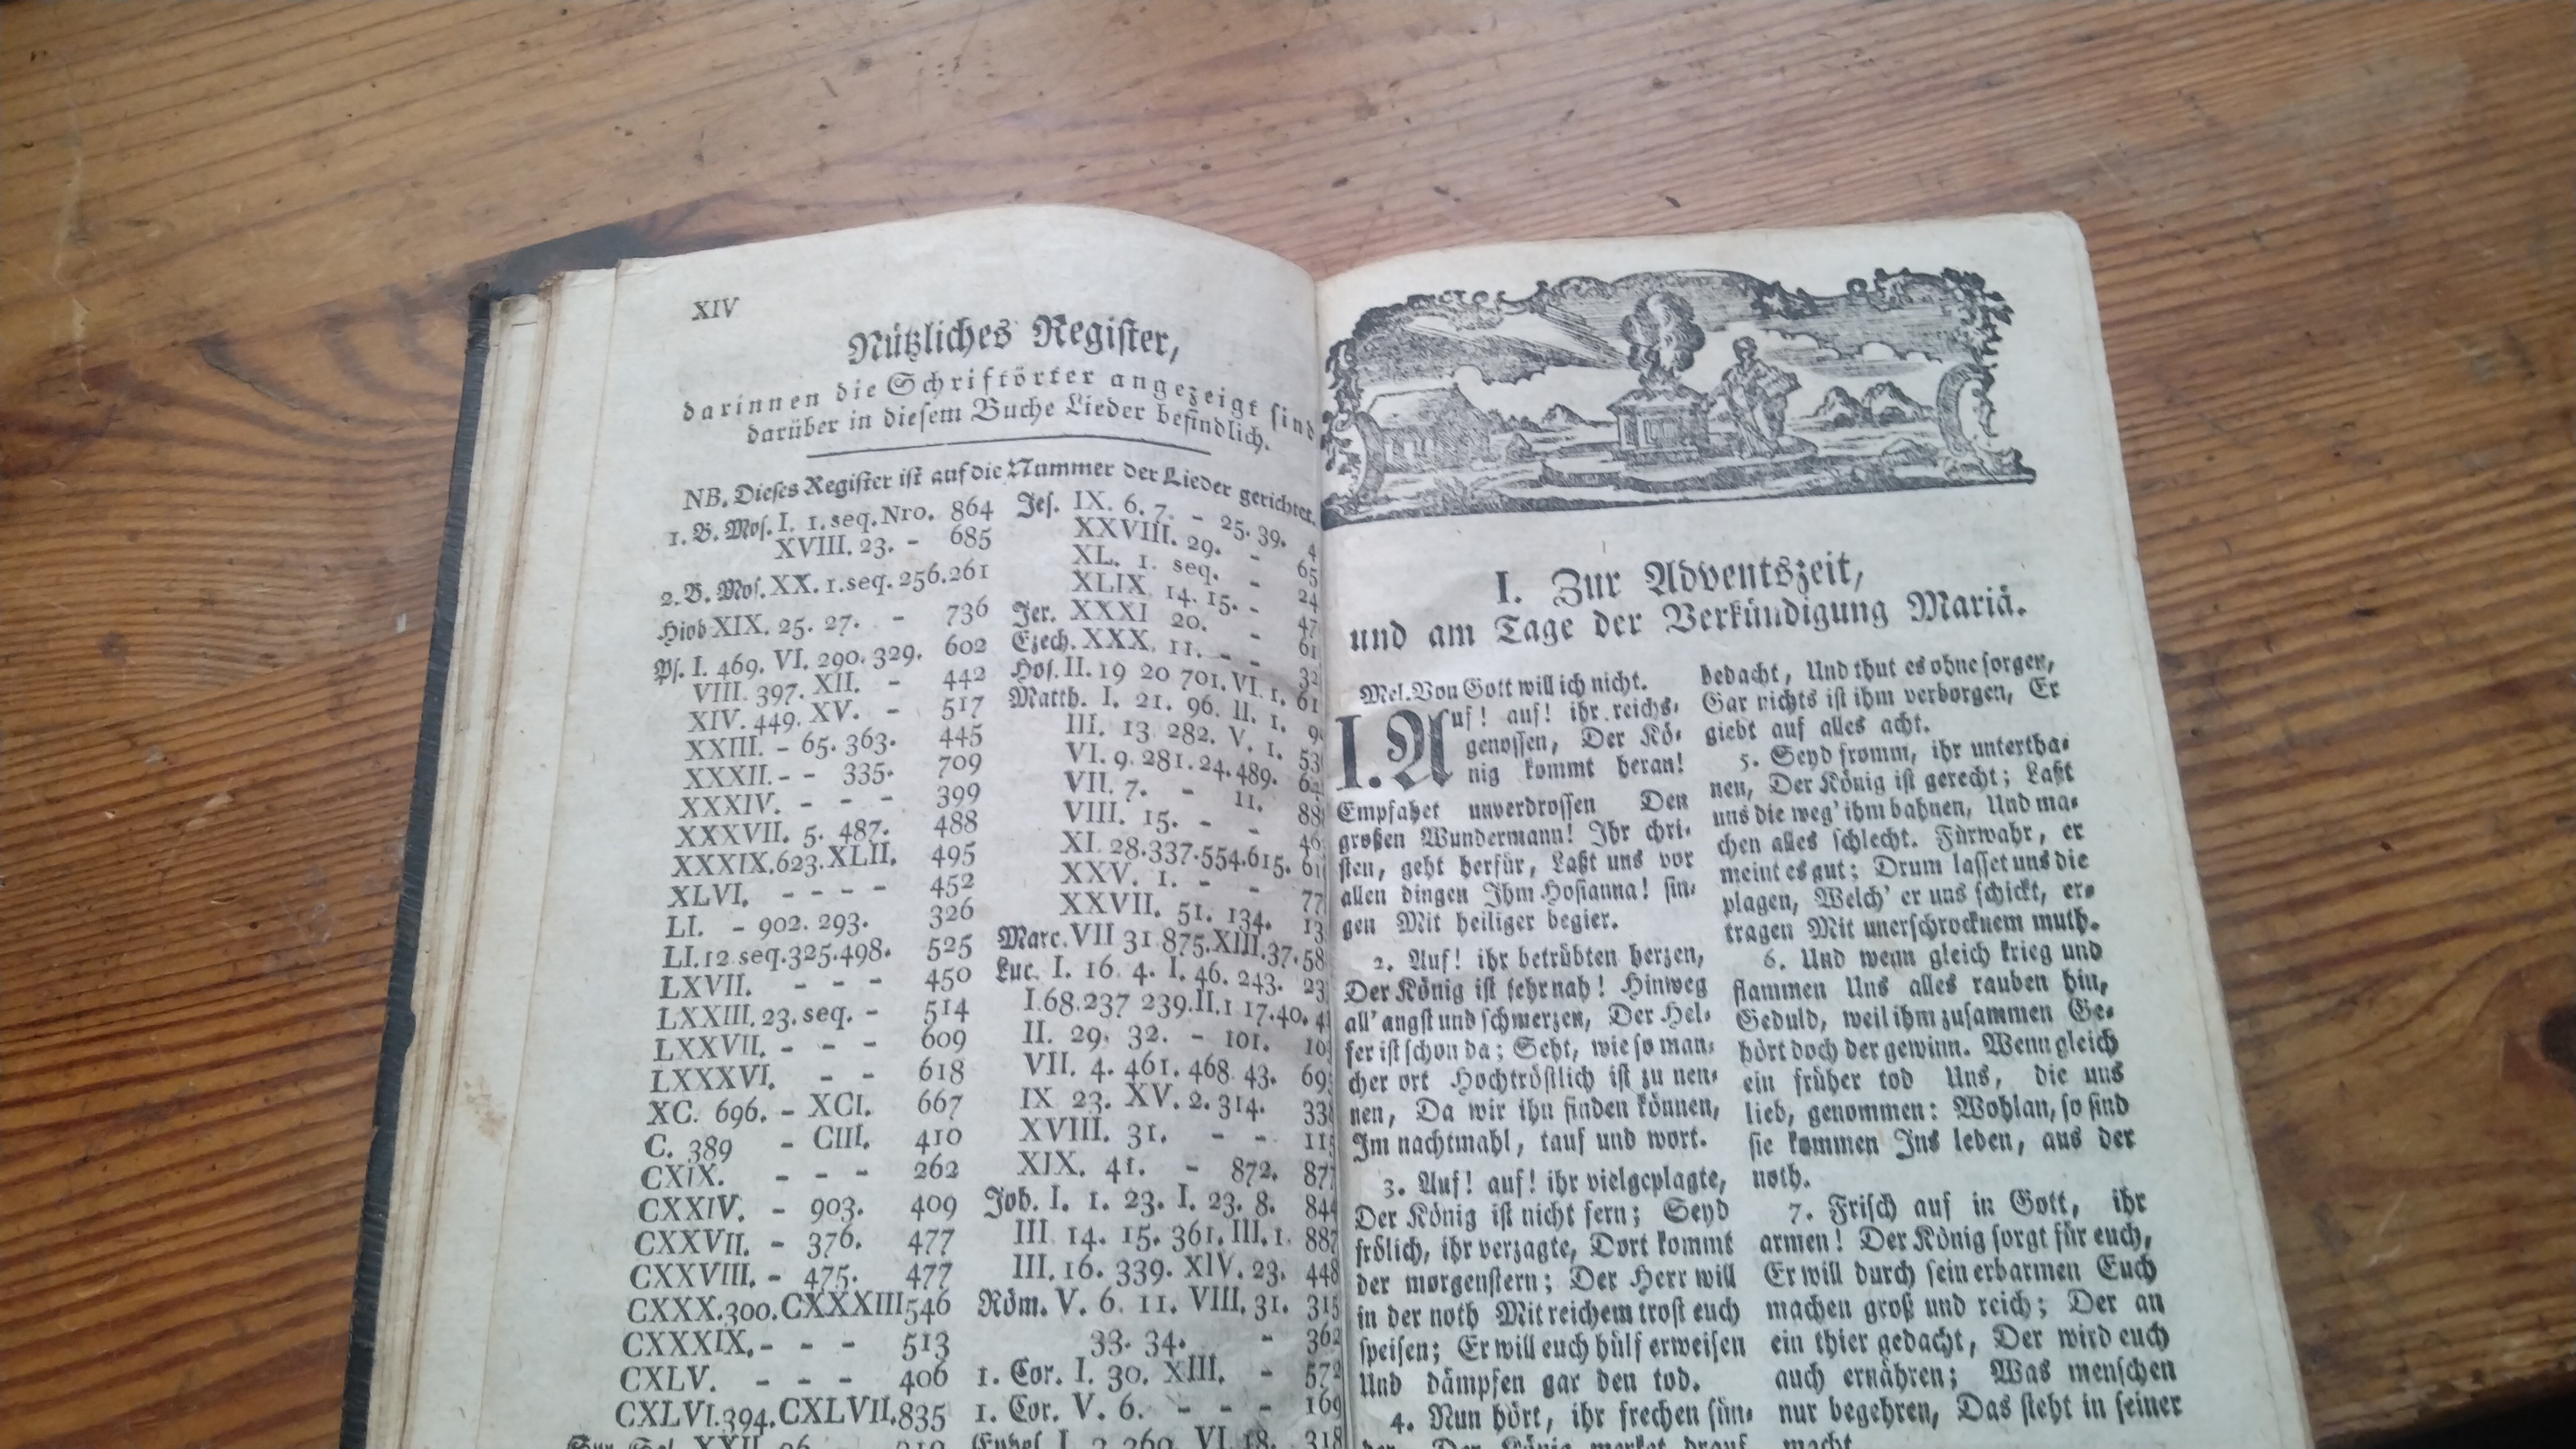 XIV
Nützliches Register,
darinnen die Schriftörter angezeigt sind
darüber in diesem Buche Lieder befindlich.
NB. Dieses Register ist auf die Nummer der Lieder gerichtet.
1. B. Mos. I. 1. seq. Nro. 864
XVIII. 23. - 685
2. B. Mos. XX. 1. seq. 256. 261
Hiob XIX. 25. 27. - 736
Ps. I. 469. VI. 290. 329. 602
VIII. 397. XII. - 442
XIV. 449. XV. - 517
XXIII. - 65. 363. 445
XXXII. - - 335. 709
XXXIV. - - - 399
XXXVII. 5. 487. 488
XXXIX. 623. XLII. 495
XLVI. - - - - 452
LI. - 902. 293. 326
LI. 12 seq. 325. 498. 525
LXVII. - - - 450
LXXIII. 23. seq. - 514
LXXVII. - - - 609
LXXXVI. - - 618
XC. 696. - XCI. 667
C. 389 - CIII. 410
CXIX. - - - 262
CXXIV. - 903. 409
CXXVII. - 376. 477
CXXVIII. - 475. 477
CXXX. 300. CXXXIII 546
CXXXIX. - - - 513
CXLV. - - - 406
CXLVI. 394. CXLVII. 835
Jes. IX. 6. 7. - 25. 39.
XXVIII. 29. -
XL. 1. seq. -
XLIX 14. 15. -
Jer. XXXI 20. -
Ezech. XXX. 11. - -
Hos. II. 19 20 701. VI. 1.
Matth. I. 21. 96. II. 1.
III. 13 282. V. 1.
VI. 9. 281. 24. 489.
VII. 7. - 11.
VIII. 15. - -
XI. 28. 337. 554. 615.
XXV. 1. - -
XXVII. 51. 134.
Marc. VII 31. 875. XIII. 37.
Luc. I. 16. 4. I. 46. 243.
I. 68. 237 239. II. 1 17. 40.
II. 29. 32. - 101.
VII. 4. 461. 468. 43.
IX 23. XV. 2. 314.
XVIII. 31. - -
XIX. 41. - 872.
Joh. I. 1. 23. I. 23. 8.
III 14. 15. 361. III. 1. 887
III. 16. 339. XIV. 23. 448
Röm. V. 6. 11. VIII. 31. 315
33. 34. - 362
1. Cor. I. 30. XIII. - 572
1. Cor. V. 6. - - - 169
Ephes. I. 3 269. VI. 18. 318
I. Zur Adventszeit,
und am Tage der Verkündigung Mariä.
Mel. Von Gott will ich nicht.
1. Auf! auf! ihr reichs-
genossen, Der Kö-
nig kommt heran!
Empfahet unverdrossen Den
großen Wundermann! Ihr chri-
sten, geht herfür, Laßt uns vor
allen dingen Ihm Hosianna! sin-
gen Mit heiliger begier.
2. Auf! ihr betrübten herzen,
Der König ist sehr nah! Hinweg
all' angst und schmerzen, Der Hel-
fer ist schon da; Seht, wie so man-
cher ort Hochtröstlich ist zu nen-
nen, Da wir ihn finden können,
Im nachtmahl, tauf und wort.
3. Auf! auf! ihr vielgeplagte,
Der König ist nicht fern; Seyd
frölich, ihr verzagte, Dort kommt
der morgenstern; Der Herr will
in der noth Mit reichem trost euch
speisen; Er will euch hülf erweisen
Und dämpfen gar den tod.
4. Nun hört, ihr frechen sün-
der, Der König merket drauf
bedacht, Und thut es ohne sorgen,
Gar nichts ist ihm verborgen, Er
giebt auf alles acht.
5. Seyd fromm, ihr untertha-
nen, Der König ist gerecht; Laßt
uns die weg' ihm bahnen, Und ma-
chen alles schlecht. Fürwahr, er
meint es gut; Drum lasset uns die
plagen, Welch' er uns schickt, er-
tragen Mit unerschrocknem muth.
6. Und wenn gleich krieg und
flammen Uns alles rauben hin,
Geduld, weil ihm zusammen Ge-
hört doch der gewinn. Wenn gleich
ein früher tod Uns, die uns
lieb, genommen: Wohlan, so sind
sie kommen Ins leben, aus der
noth.
7. Frisch auf in Gott, ihr
armen! Der König sorgt für euch,
Er will durch sein erbarmen Euch
machen groß und reich; Der an
ein thier gedacht, Der wird euch
auch ernähren; Was menschen
nur begehren, Das steht in seiner
macht.